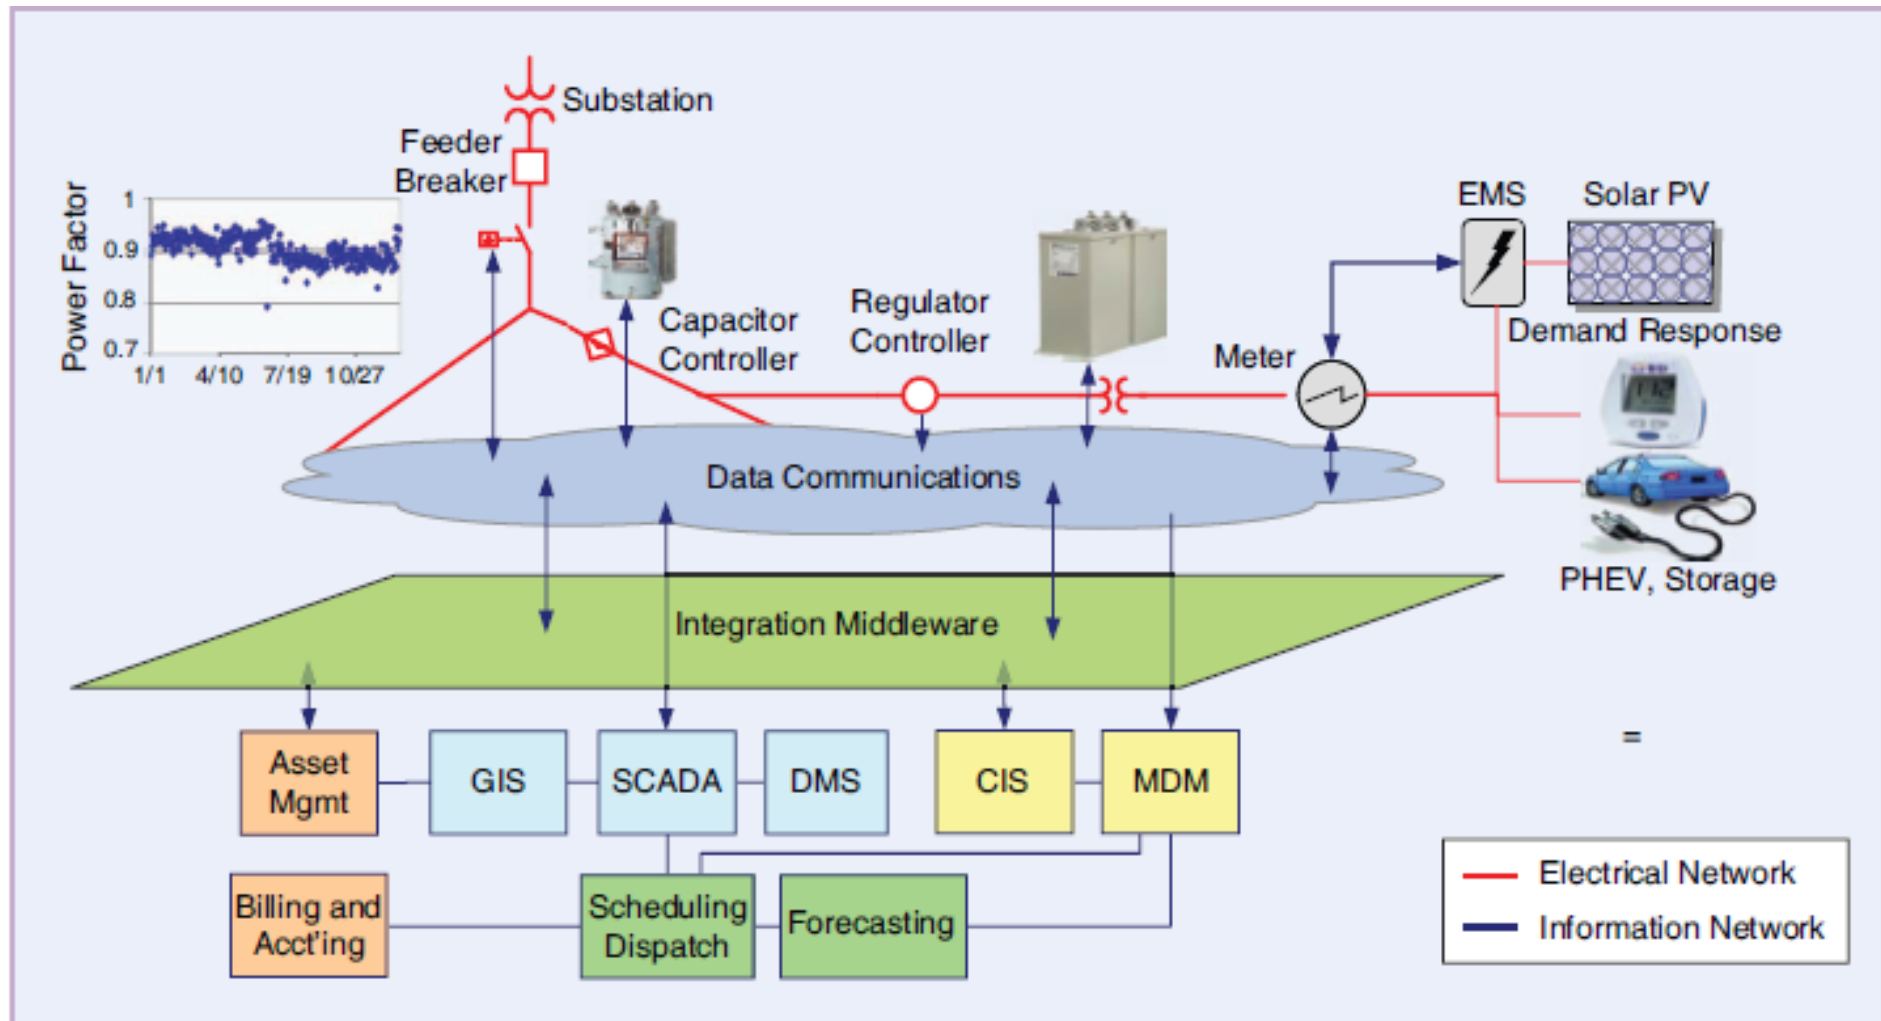 Substation
Feeder
Breaker
Power Factor
1
0.9
0.8
0.7
1/1 4/10 7/19 10/27
Capacitor
Controller
Regulator
Controller
Meter
EMS
Solar PV
Demand Response
PHEV, Storage
Data Communications
Integration Middleware
Asset
Mgmt
GIS
SCADA
DMS
CIS
MDM
=
Billing and
Acct'ing
Scheduling
Dispatch
Forecasting
Electrical Network
Information Network